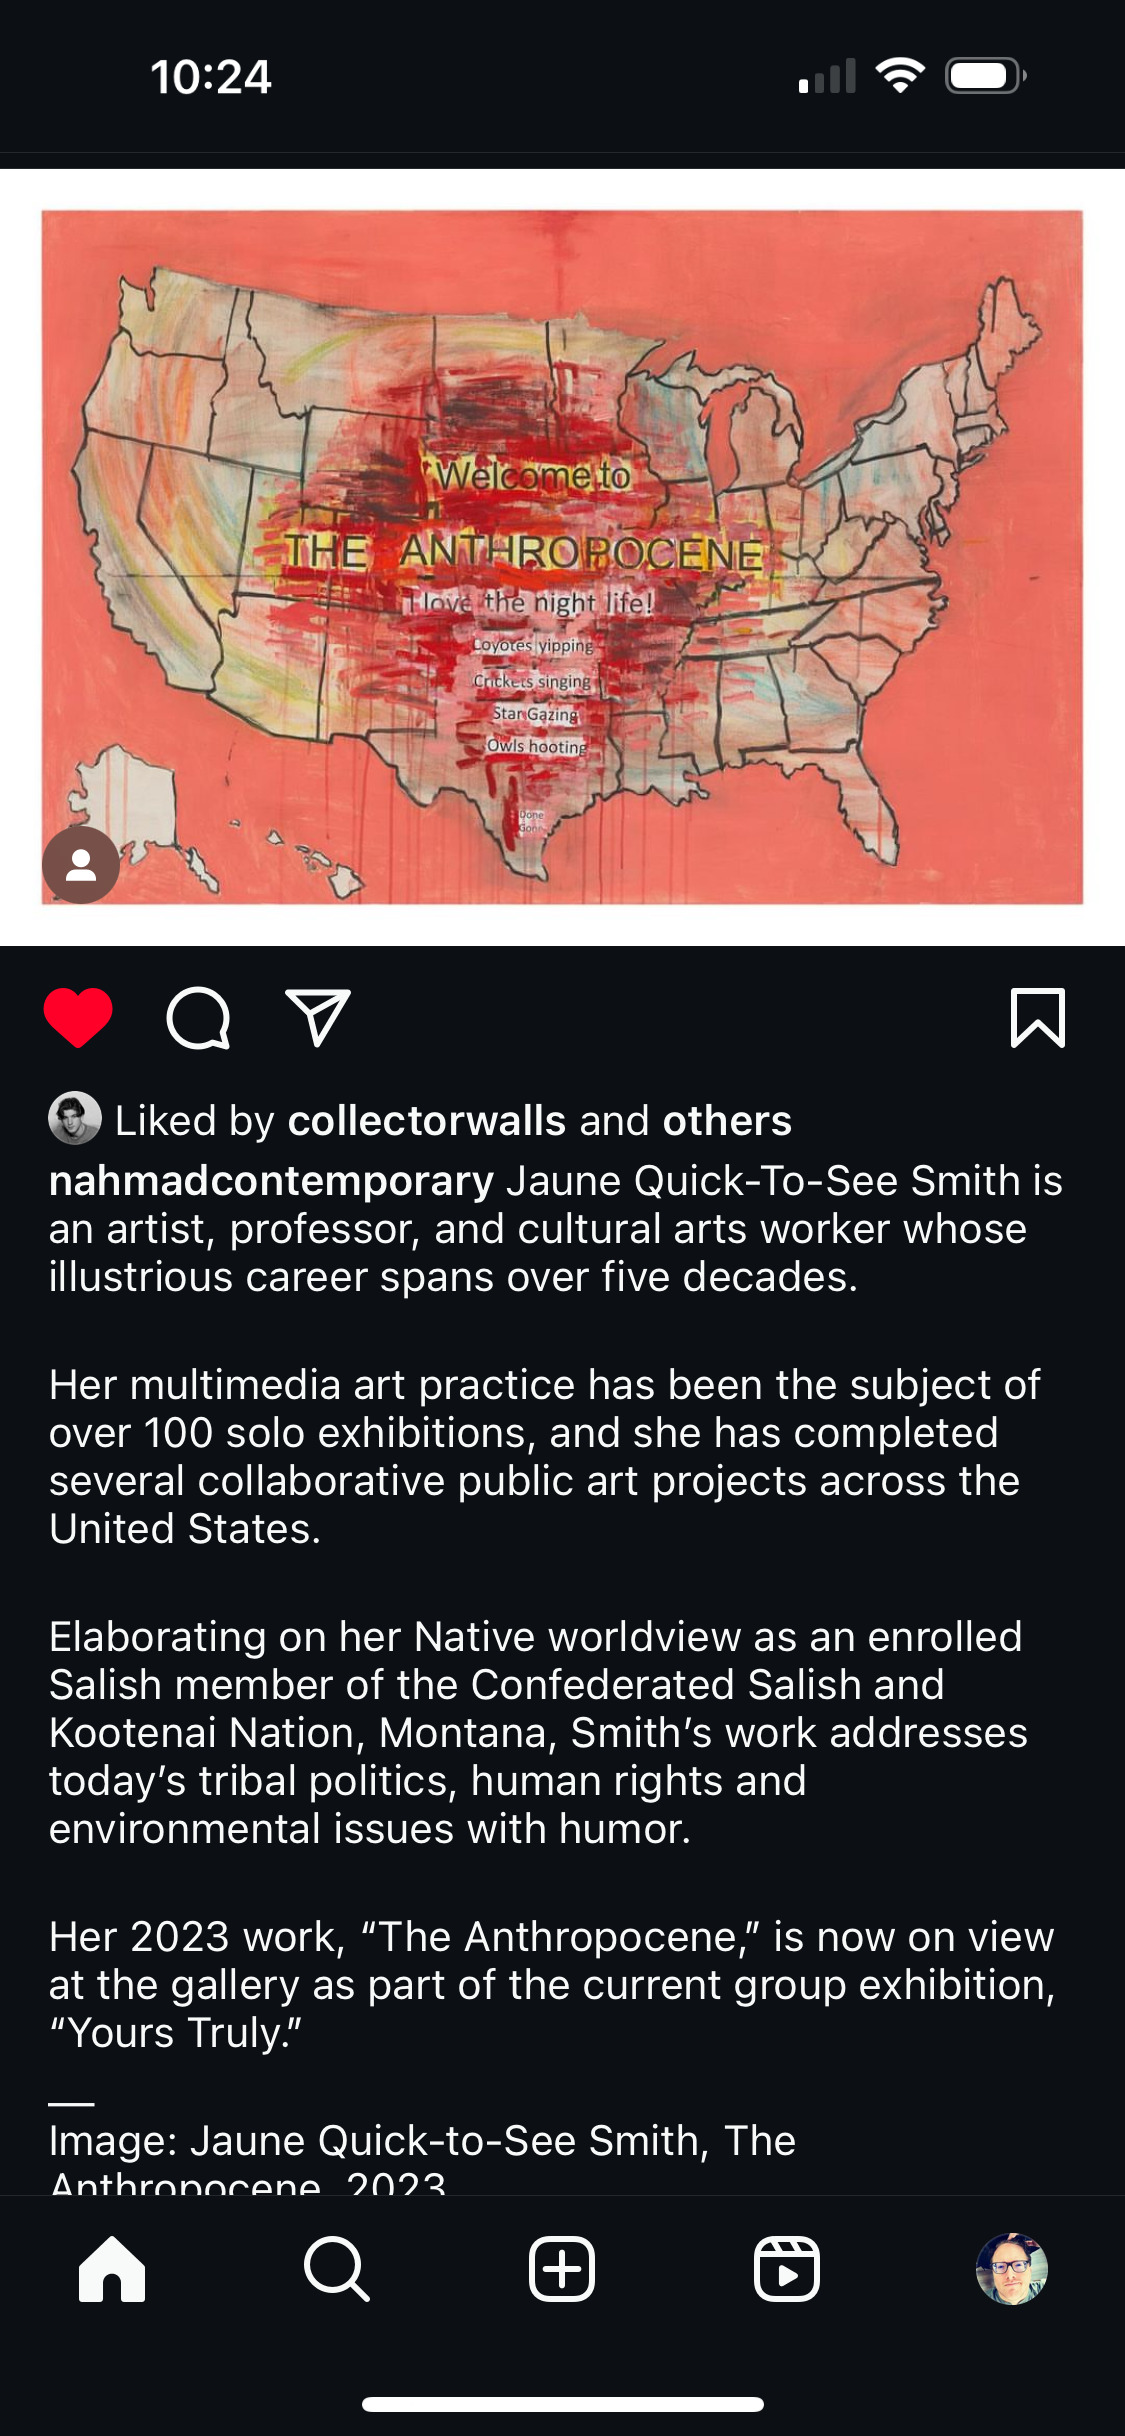 10:24
Welcome to
THE ANTHROPOCENE
I love the night life!
Coyotes yipping
Crickets singing
Star Gazing
Owls hooting
Done
Gone
Liked by collectorwalls and others
nahmadcontemporary Jaune Quick-To-See Smith is
an artist, professor, and cultural arts worker whose
illustrious career spans over five decades.
Her multimedia art practice has been the subject of
over 100 solo exhibitions, and she has completed
several collaborative public art projects across the
United States.
Elaborating on her Native worldview as an enrolled
Salish member of the Confederated Salish and
Kootenai Nation, Montana, Smith’s work addresses
today’s tribal politics, human rights and
environmental issues with humor.
Her 2023 work, “The Anthropocene,” is now on view
at the gallery as part of the current group exhibition,
“Yours Truly.”
__
Image: Jaune Quick-to-See Smith, The
Anthropocene, 2023